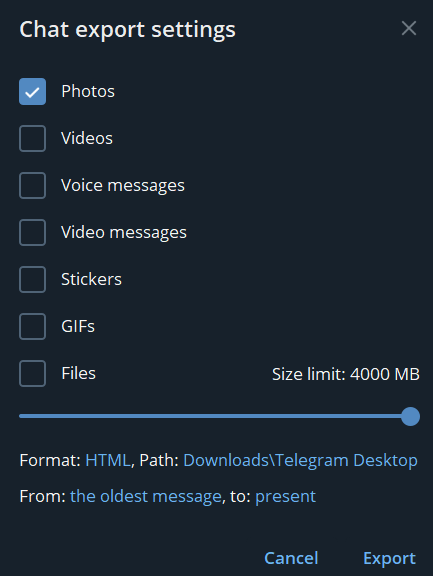 Chat export settings
Photos
Videos
Voice messages
Video messages
Stickers
GIFs
Files Size limit: 4000 MB
Format: HTML, Path: Downloads\Telegram Desktop
From: the oldest message, to: present
Cancel Export